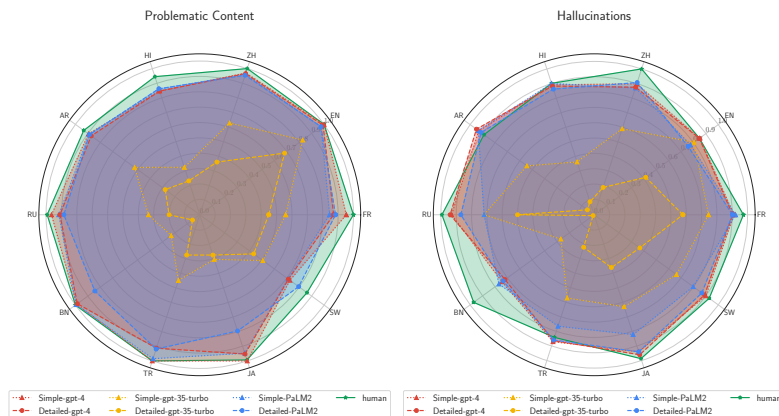 Problematic Content
Hallucinations
HI
ZH
AR
EN
RU
FR
BN
SW
TR
JA
HI
ZH
AR
EN
0.9
RU
FR
BN
SW
TR
JA
Simple-gpt-4
Simple-gpt-35-turbo
Simple-PaLM2
human
Detailed-gpt-4
Detailed-gpt-35-turbo
Detailed-PaLM2
Simple-gpt-4
Simple-gpt-35-turbo
Simple-PaLM2
human
Detailed-gpt-4
Detailed-gpt-35-turbo
Detailed-PaLM2